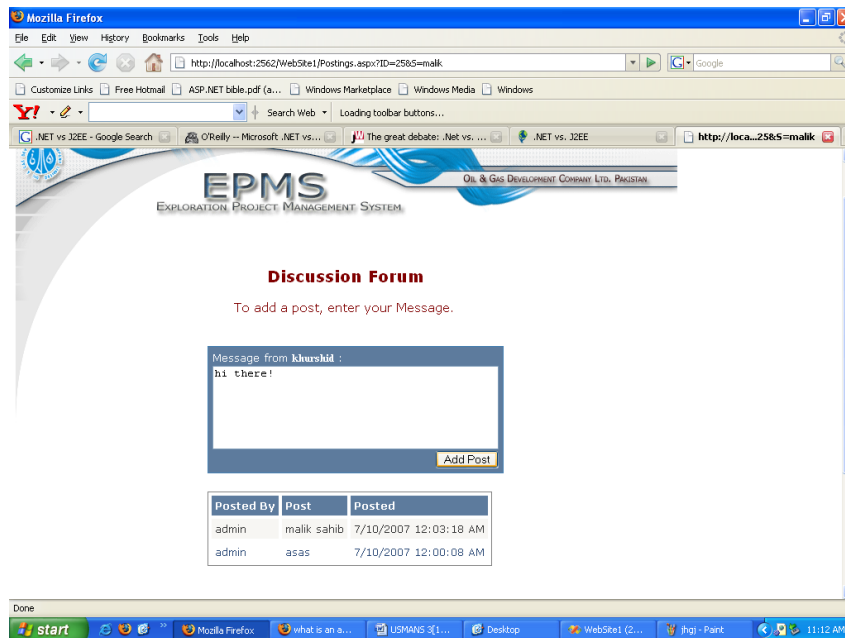 Mozilla Firefox
File Edit View History Bookmarks Tools Help
http://localhost:2562/WebSite1/Postings.aspx?ID=25&S=malik
Google
Customize Links Free Hotmail ASP.NET bible.pdf (a... Windows Marketplace Windows Media Windows
Y! Search Web Loading toolbar buttons...
.NET vs J2EE - Google Search O'Reilly -- Microsoft .NET vs... The great debate: .Net vs. ... .NET vs. J2EE http://loca...25&S=malik
EPMS
Oil & Gas Development Company Ltd. Pakistan
Exploration Project Management System
Discussion Forum
To add a post, enter your Message.
Message from khurshid :
hi there!
Add Post
Posted By Post Posted
admin malik sahib 7/10/2007 12:03:18 AM
admin asas 7/10/2007 12:00:08 AM
Done
start Mozilla Firefox what is an a... USMANS 3[1... Desktop WebSite1 (2... jhgj - Paint 11:12 AM